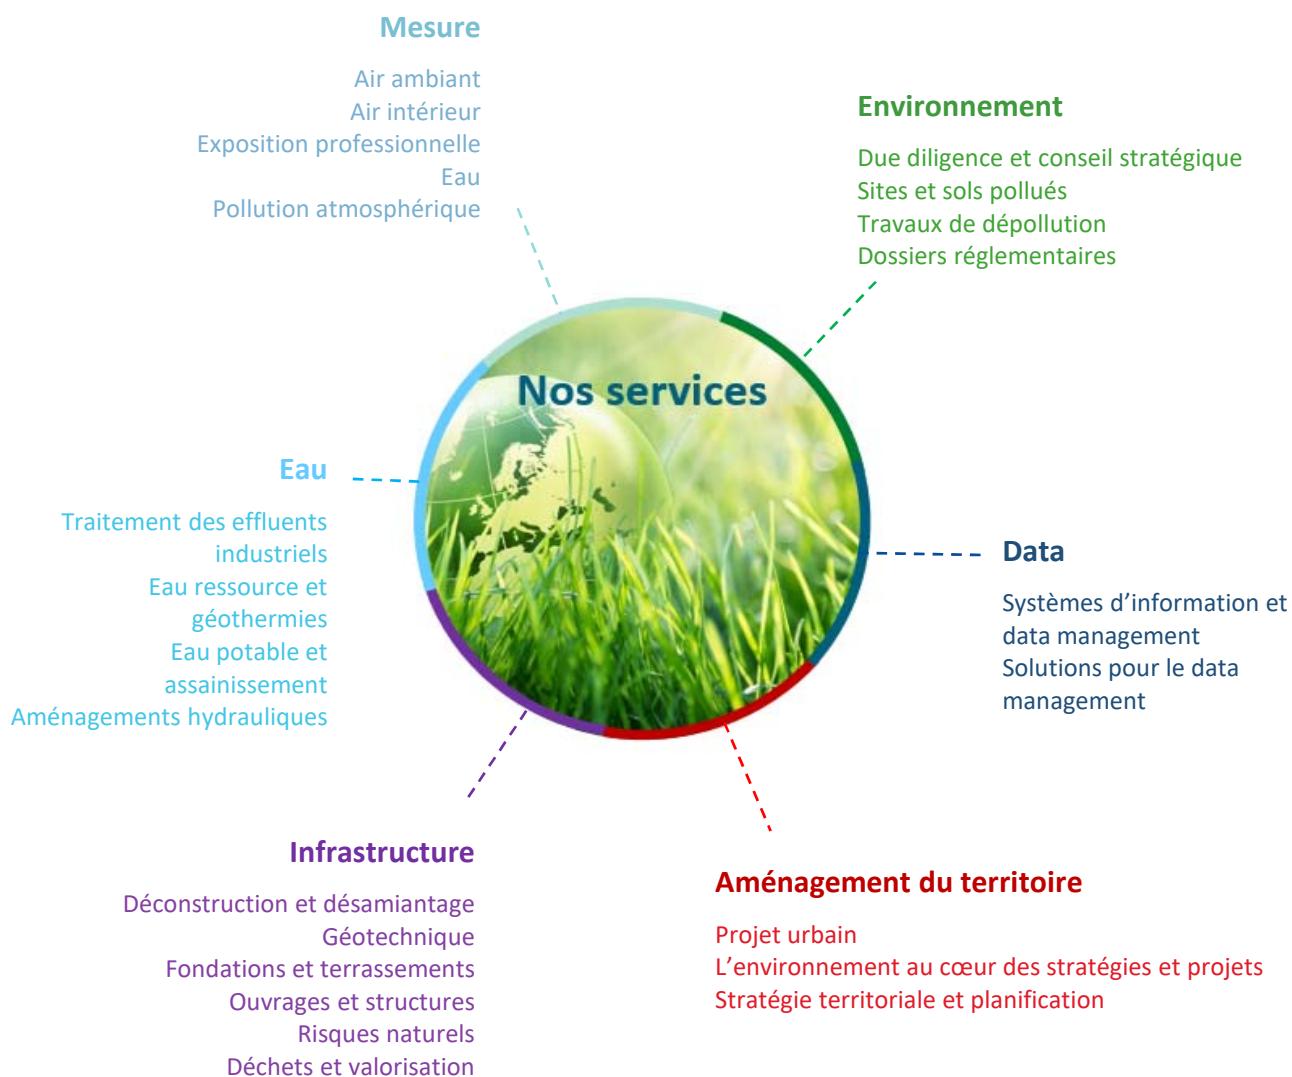 Mesure
Air ambiant
Air intérieur
Exposition professionnelle
Eau
Pollution atmosphérique
Environnement
Due diligence et conseil stratégique
Sites et sols pollués
Travaux de dépollution
Dossiers réglementaires
Nos services
Eau
Traitement des effluents
industriels
Eau ressource et
géothermies
Eau potable et
assainissement
Aménagements hydrauliques
Data
Systèmes d’information et
data management
Solutions pour le data
management
Infrastructure
Déconstruction et désamiantage
Géotechnique
Fondations et terrassements
Ouvrages et structures
Risques naturels
Déchets et valorisation
Aménagement du territoire
Projet urbain
L’environnement au cœur des stratégies et projets
Stratégie territoriale et planification